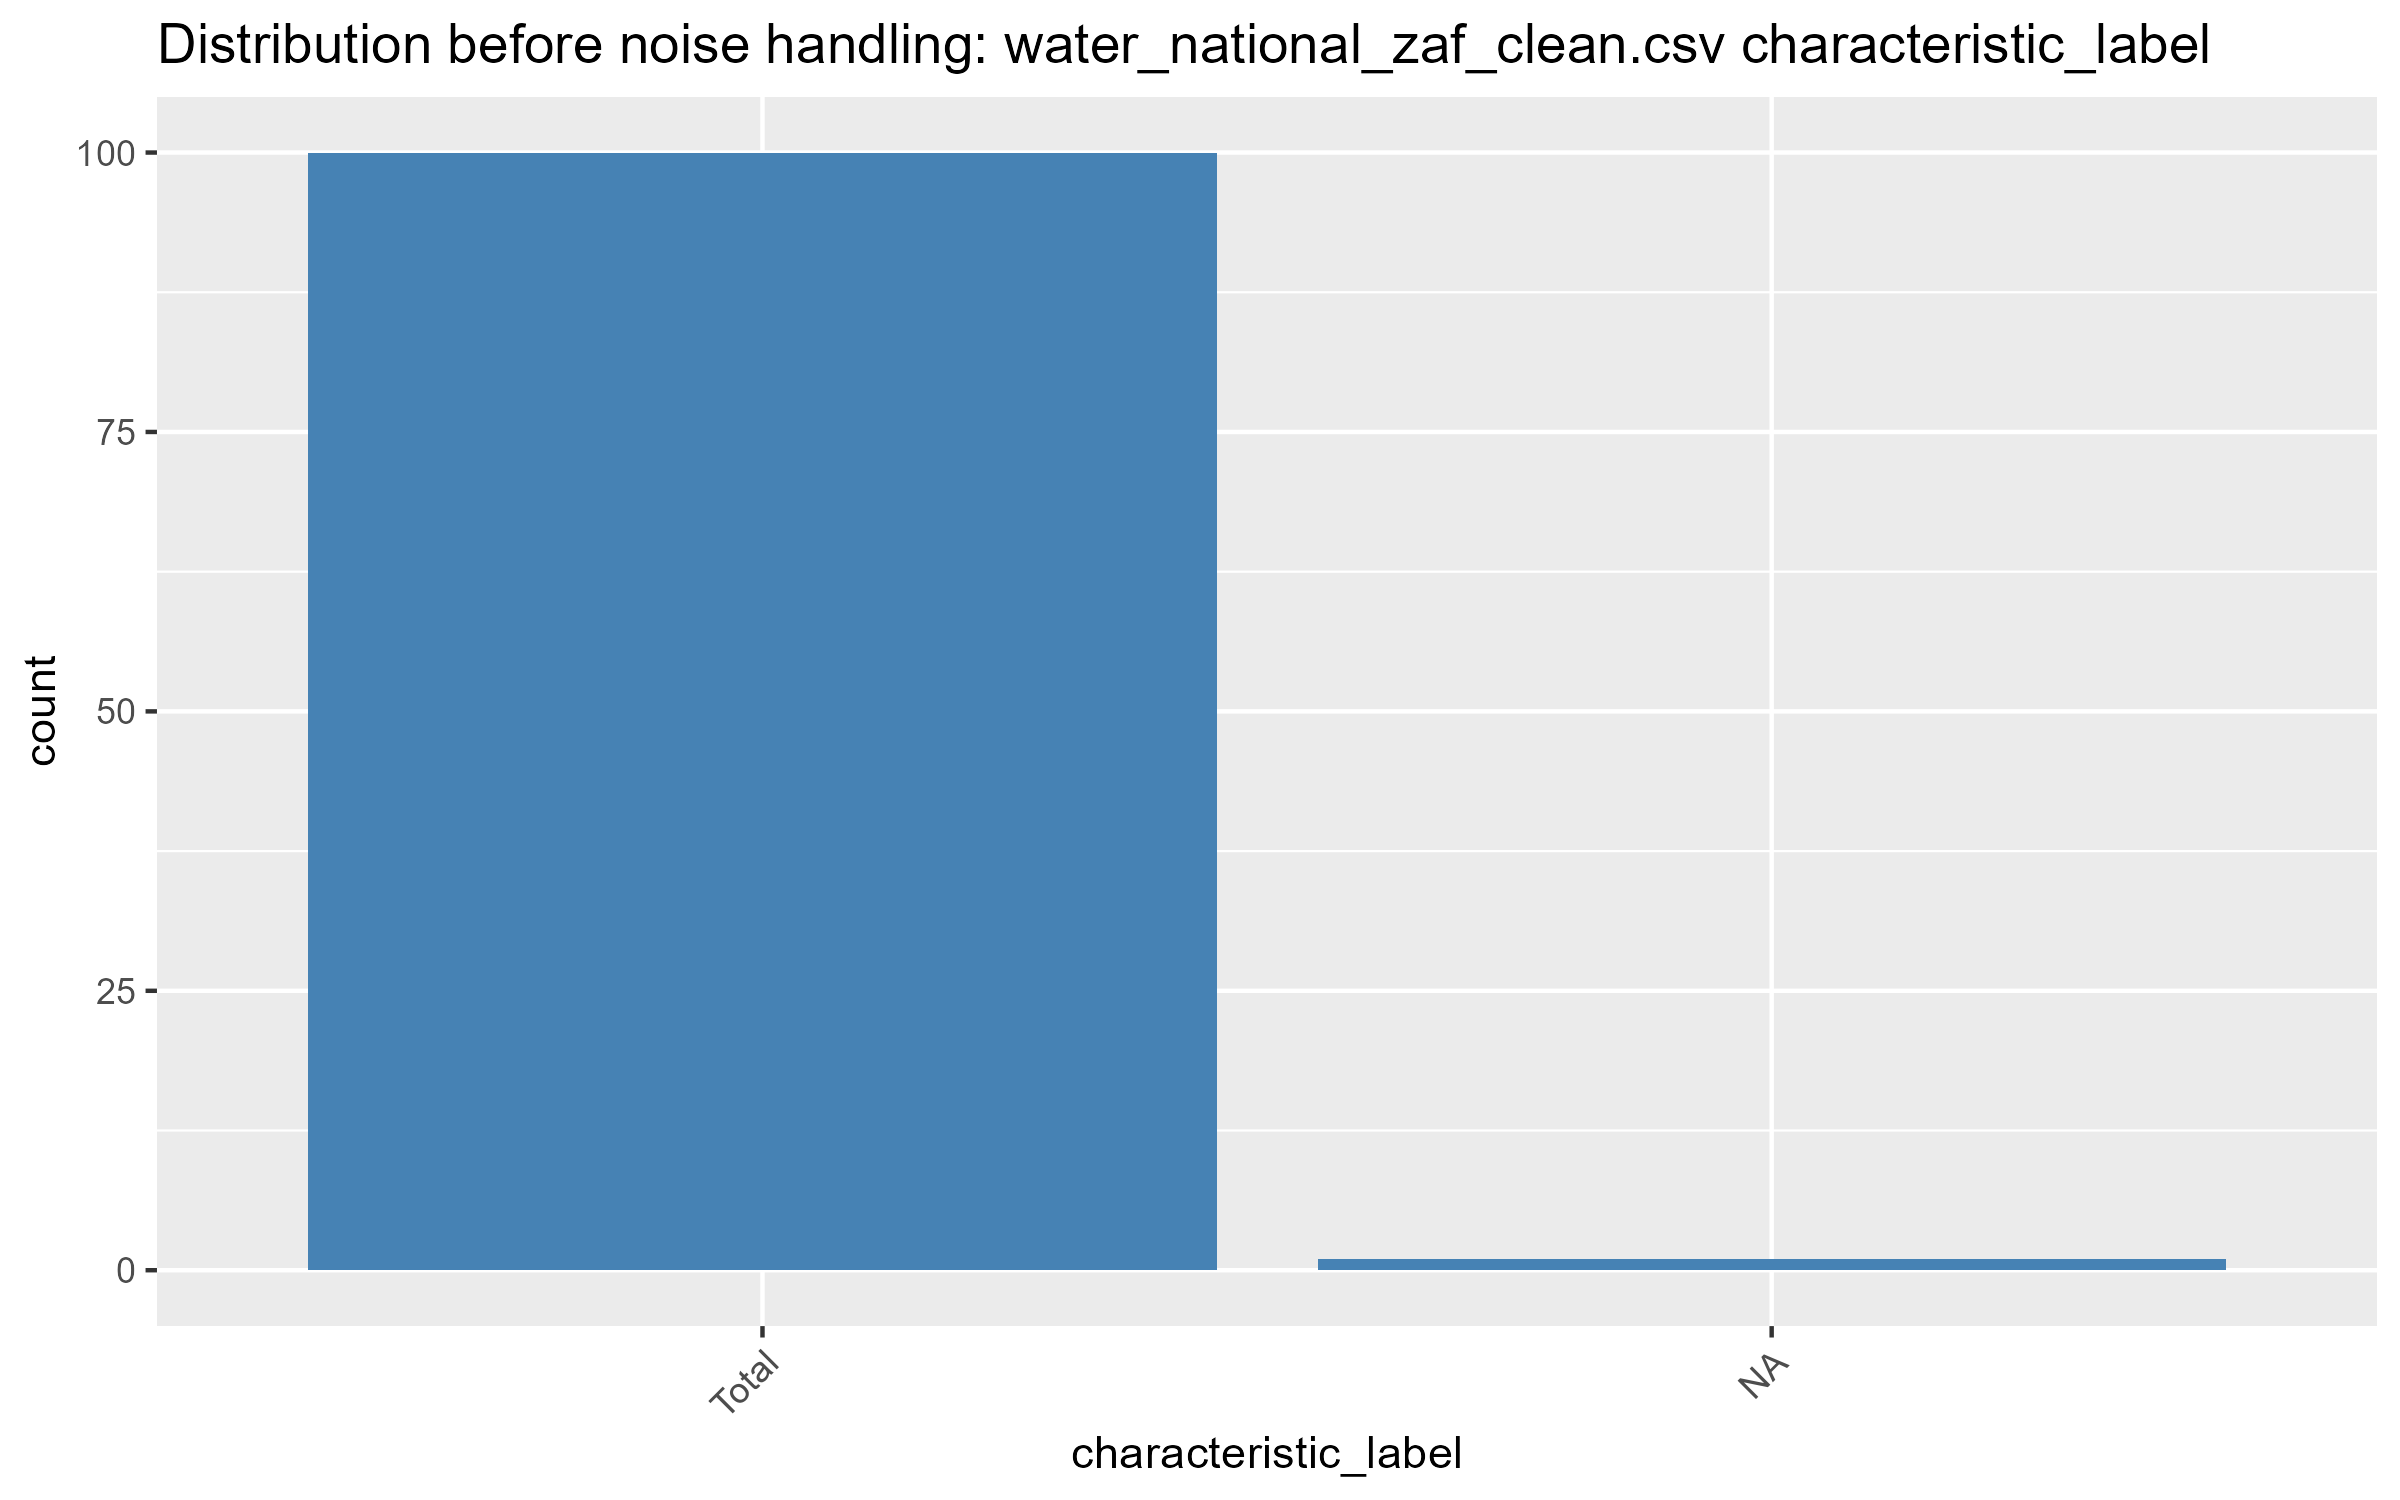 Distribution before noise handling: water_national_zaf_clean.csv characteristic_label
100
75
50
25
0
count
Total
NA
characteristic_label